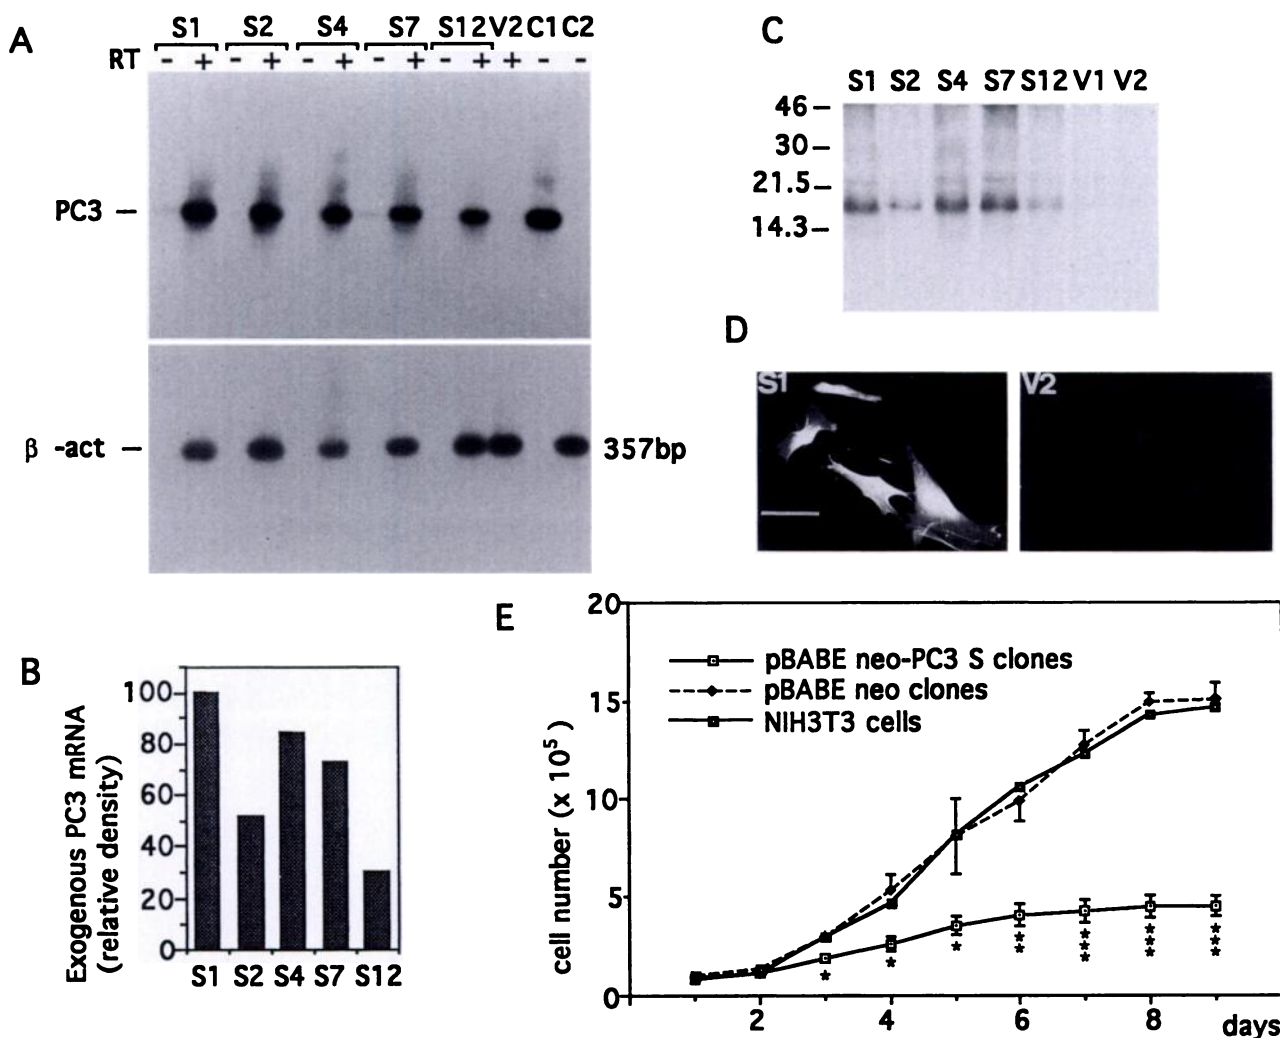 A
S1 S2 S4 S7 S12 V2 C1 C2
RT - + - + - + - + - + + - -
PC3 –
β -act –
357bp
B
Exogenous PC3 mRNA
(relative density)
100
80
60
40
20
0
S1 S2 S4 S7 S12
C
S1 S2 S4 S7 S12 V1 V2
46 –
30 –
21.5 –
14.3 –
D
S1
V2
E
pBABE neo-PC3 S clones
pBABE neo clones
NIH3T3 cells
cell number (x 10⁵)
20
15
10
5
0
* * * ** *** *** ***
2 4 6 8 days